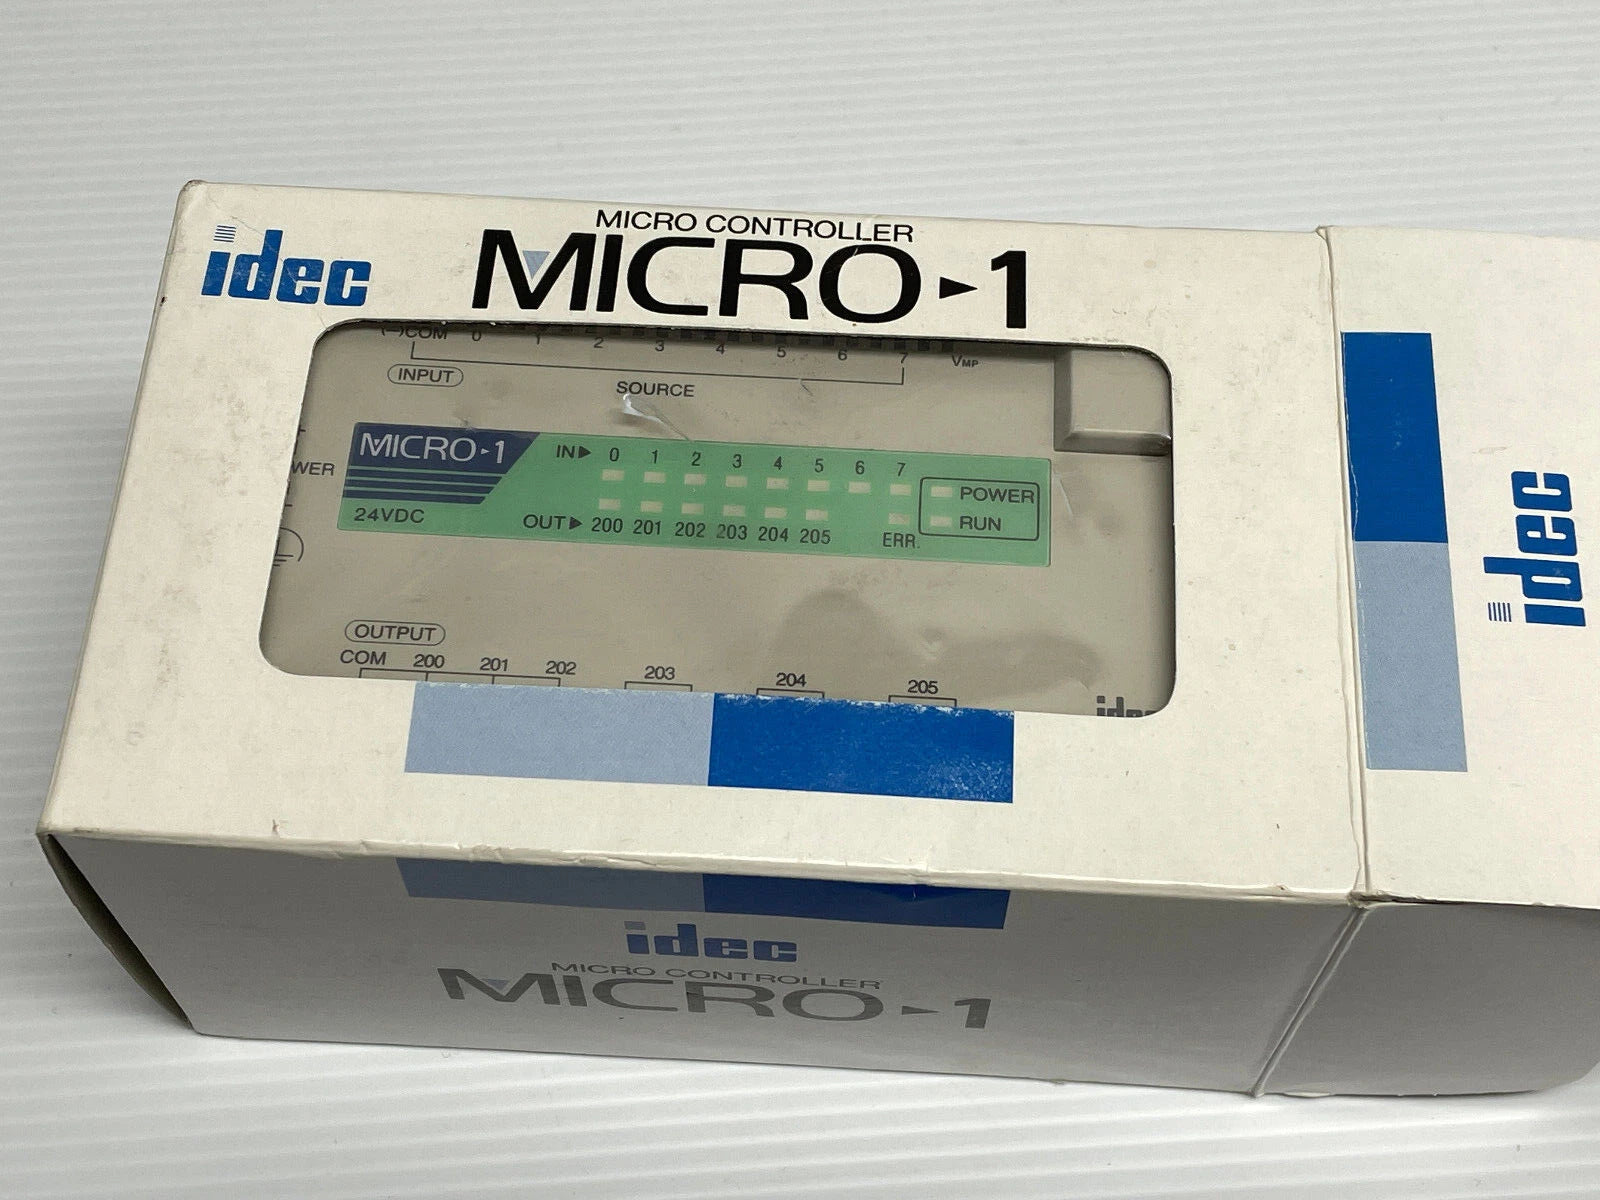 MICRO CONTROLLER
idec
MICRO-1
(-)COM 0 1 2 3 4 5 6 7 VMP
INPUT
SOURCE
WER
MICRO-1
24VDC
IN▶ 0 1 2 3 4 5 6 7
POWER
RUN
OUT▶ 200 201 202 203 204 205
ERR.
OUTPUT
COM 200 201 202 203 204 205
idec
idec
idec
MICRO CONTROLLER
MICRO-1